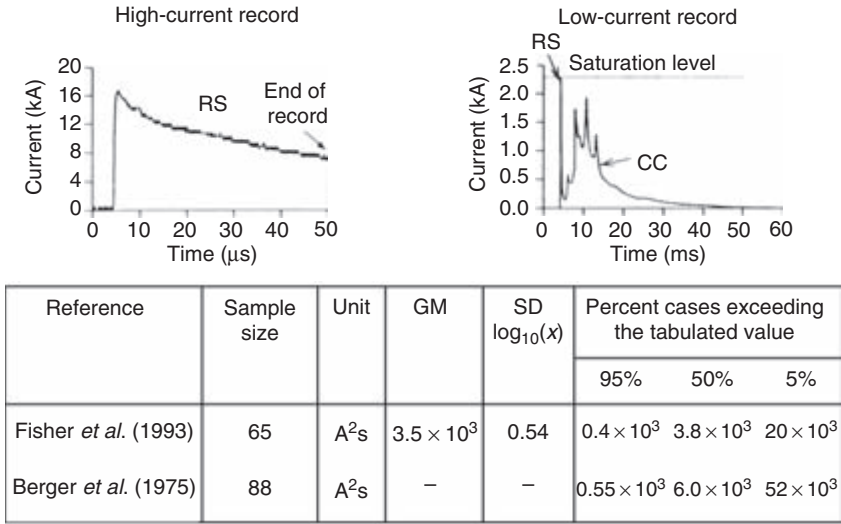 High-current record
20
16
12
8
4
0
Current (kA)
RS
End of
record
0 10 20 30 40 50
Time (μs)
Low-current record
RS
Saturation level
2.5
2.0
1.5
1.0
0.5
0.0
Current (kA)
CC
0 10 20 30 40 50 60
Time (ms)
Reference Sample size Unit GM SD log₁₀(x) Percent cases exceeding the tabulated value
95% 50% 5%
Fisher et al. (1993) 65 A²s 3.5 × 10³ 0.54 0.4 × 10³ 3.8 × 10³ 20 × 10³
Berger et al. (1975) 88 A²s – – 0.55 × 10³ 6.0 × 10³ 52 × 10³